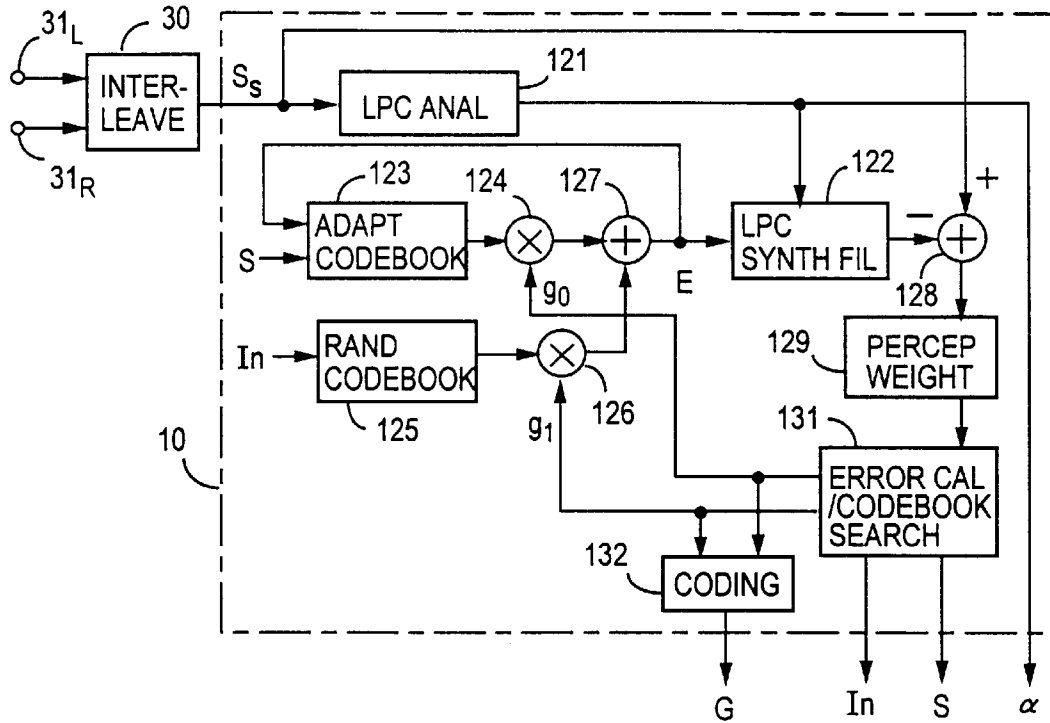 31L
30
INTER-
LEAVE
31R
Ss
121
LPC ANAL
123
ADAPT
CODEBOOK
S
124
g0
127
E
122
LPC
SYNTH FIL
+
−
128
In
RAND
CODEBOOK
125
126
g1
129
PERCEP
WEIGHT
10
131
ERROR CAL
/CODEBOOK
SEARCH
132
CODING
G
In
S
α